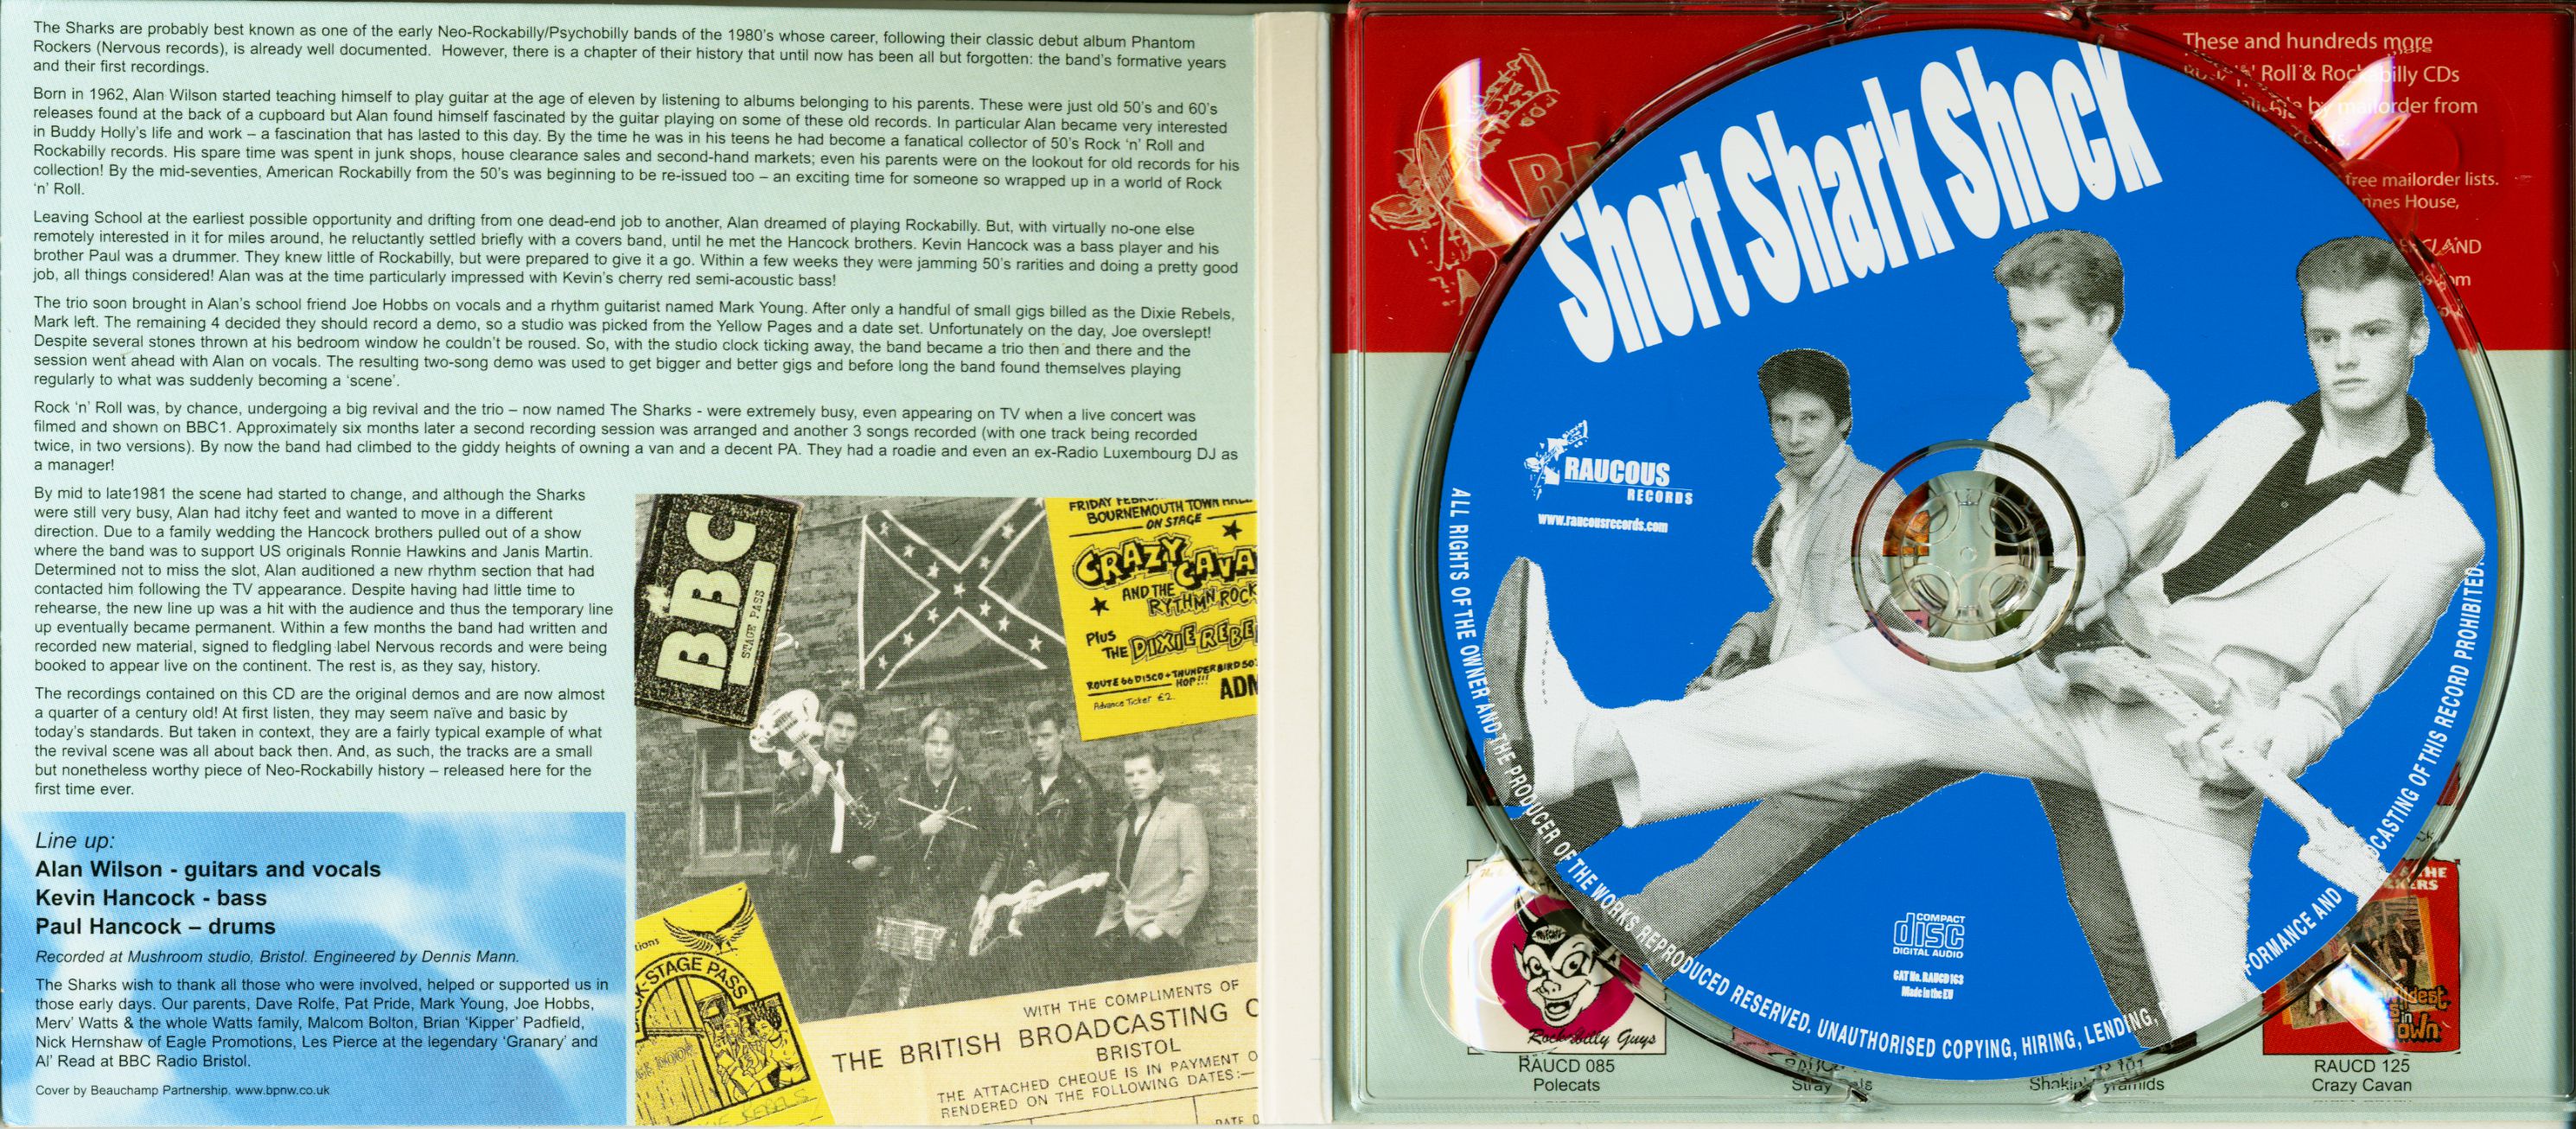 The Sharks are probably best known as one of the early Neo-Rockabilly/Psychobilly bands of the 1980's whose career, following their classic debut album Phantom
Rockers (Nervous records), is already well documented. However, there is a chapter of their history that until now has been all but forgotten: the band's formative years
and their first recordings.
Born in 1962, Alan Wilson started teaching himself to play guitar at the age of eleven by listening to albums belonging to his parents. These were just old 50's and 60's
releases found at the back of a cupboard but Alan found himself fascinated by the guitar playing on some of these old records. In particular Alan became very interested
in Buddy Holly's life and work – a fascination that has lasted to this day. By the time he was in his teens he had become a fanatical collector of 50's Rock 'n' Roll and
Rockabilly records. His spare time was spent in junk shops, house clearance sales and second-hand markets; even his parents were on the lookout for old records for his
collection! By the mid-seventies, American Rockabilly from the 50's was beginning to be re-issued too – an exciting time for someone so wrapped up in a world of Rock
'n' Roll.
Leaving School at the earliest possible opportunity and drifting from one dead-end job to another, Alan dreamed of playing Rockabilly. But, with virtually no-one else
remotely interested in it for miles around, he reluctantly settled briefly with a covers band, until he met the Hancock brothers. Kevin Hancock was a bass player and his
brother Paul was a drummer. They knew little of Rockabilly, but were prepared to give it a go. Within a few weeks they were jamming 50's rarities and doing a pretty good
job, all things considered! Alan was at the time particularly impressed with Kevin's cherry red semi-acoustic bass!
The trio soon brought in Alan's school friend Joe Hobbs on vocals and a rhythm guitarist named Mark Young. After only a handful of small gigs billed as the Dixie Rebels,
Mark left. The remaining 4 decided they should record a demo, so a studio was picked from the Yellow Pages and a date set. Unfortunately on the day, Joe overslept!
Despite several stones thrown at his bedroom window he couldn't be roused. So, with the studio clock ticking away, the band became a trio then and there and the
session went ahead with Alan on vocals. The resulting two-song demo was used to get bigger and better gigs and before long the band found themselves playing
regularly to what was suddenly becoming a 'scene'.
Rock 'n' Roll was, by chance, undergoing a big revival and the trio – now named The Sharks - were extremely busy, even appearing on TV when a live concert was
filmed and shown on BBC1. Approximately six months later a second recording session was arranged and another 3 songs recorded (with one track being recorded
twice, in two versions). By now the band had climbed to the giddy heights of owning a van and a decent PA. They had a roadie and even an ex-Radio Luxembourg DJ as
a manager!
By mid to late1981 the scene had started to change, and although the Sharks
were still very busy, Alan had itchy feet and wanted to move in a different
direction. Due to a family wedding the Hancock brothers pulled out of a show
where the band was to support US originals Ronnie Hawkins and Janis Martin.
Determined not to miss the slot, Alan auditioned a new rhythm section that had
contacted him following the TV appearance. Despite having had little time to
rehearse, the new line up was a hit with the audience and thus the temporary line
up eventually became permanent. Within a few months the band had written and
recorded new material, signed to fledgling label Nervous records and were being
booked to appear live on the continent. The rest is, as they say, history.
The recordings contained on this CD are the original demos and are now almost
a quarter of a century old! At first listen, they may seem naïve and basic by
today's standards. But taken in context, they are a fairly typical example of what
the revival scene was all about back then. And, as such, the tracks are a small
but nonetheless worthy piece of Neo-Rockabilly history – released here for the
first time ever.
Line up:
Alan Wilson - guitars and vocals
Kevin Hancock - bass
Paul Hancock – drums
Recorded at Mushroom studio, Bristol. Engineered by Dennis Mann.
The Sharks wish to thank all those who were involved, helped or supported us in
those early days. Our parents, Dave Rolfe, Pat Pride, Mark Young, Joe Hobbs,
Merv' Watts & the whole Watts family, Malcom Bolton, Brian 'Kipper' Padfield,
Nick Hernshaw of Eagle Promotions, Les Pierce at the legendary 'Granary' and
Al' Read at BBC Radio Bristol.
Cover by Beauchamp Partnership. www.bpnw.co.uk
BBC
STAGE PASS
FRIDAY
BOURNEMOUTH TOWN HALL
ON STAGE
CRAZY
CAVA
AND THE
RYTHMN ROCK
Plus
THE DIXIE REBE
ROUTE 66 DISCO + THUNDERBIRD
HOP!!!
ADM
Advance Ticket £2.
tions
STAGE PASS
REBELS
WITH THE COMPLIMENTS OF
THE BRITISH BROADCASTING C
BRISTOL
THE ATTACHED CHEQUE IS IN PAYMENT O
RENDERED ON THE FOLLOWING DATES:—
DATE
Short Shark Shock
RAUCOUS
RECORDS
www.raucousrecords.com
ALL RIGHTS OF THE OWNER AND THE PRODUCER OF THE WORKS REPRODUCED RESERVED. UNAUTHORISED COPYING, HIRING, LENDING,
FORMANCE AND
DCASTING OF THIS RECORD PROHIBITED.
COMPACT
disc
DIGITAL AUDIO
CAT No. RAUCD 163
Made in the EU
These and hundreds more
Roll & Rockabilly CDs
mailorder from
free mailorder lists.
House,
Rockabilly Guys
RAUCD 085
Polecats
RAUCD 125
Crazy Cavan